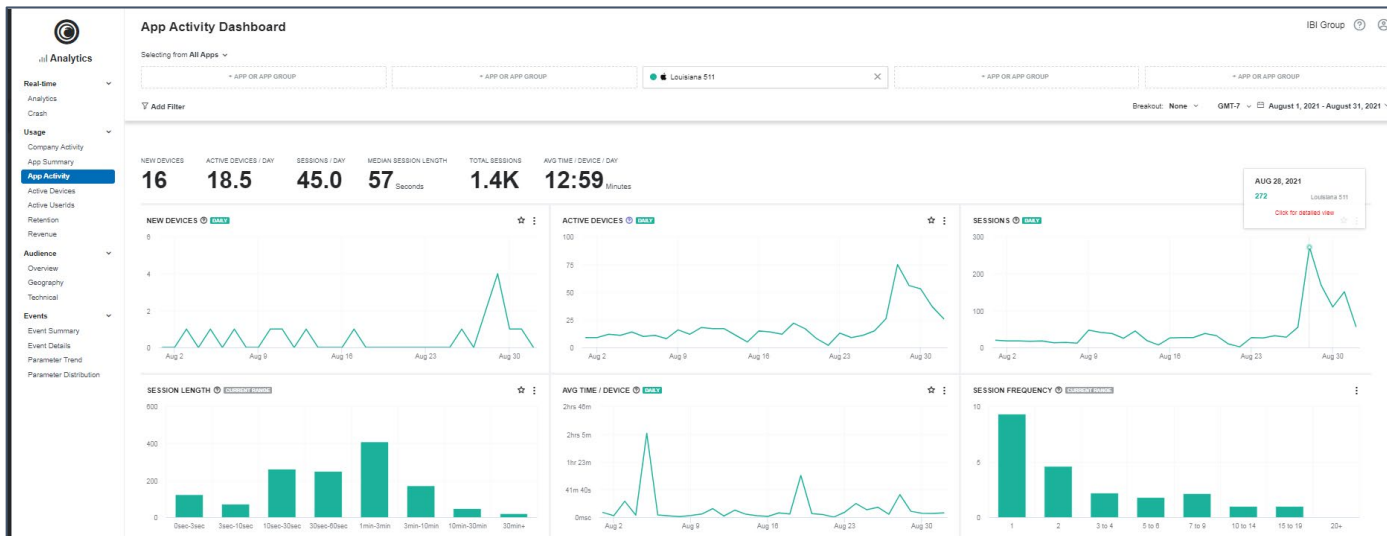 App Activity Dashboard
IBI Group
Analytics
Selecting from All Apps
+ APP OR APP GROUP
+ APP OR APP GROUP
Louisiana 511
+ APP OR APP GROUP
+ APP OR APP GROUP
Add Filter
Breakout: None
GMT-7
August 1, 2021 - August 31, 2021
Real-time
Analytics
Crash
Usage
Company Activity
App Summary
App Activity
Active Devices
Active UserIds
Retention
Revenue
Audience
Overview
Geography
Technical
Events
Event Summary
Event Details
Parameter Trend
Parameter Distribution
NEW DEVICES
16
ACTIVE DEVICES / DAY
18.5
SESSIONS / DAY
45.0
MEDIAN SESSION LENGTH
57 Seconds
TOTAL SESSIONS
1.4K
AVG TIME / DEVICE / DAY
12:59 Minutes
AUG 28, 2021
272 Louisiana 511
Click for detailed view
NEW DEVICES DAILY
6
4
2
0
Aug 2 Aug 9 Aug 16 Aug 23 Aug 30
ACTIVE DEVICES DAILY
100
75
50
25
0
Aug 2 Aug 9 Aug 16 Aug 23 Aug 30
SESSIONS DAILY
300
200
100
0
Aug 2 Aug 9 Aug 16 Aug 23 Aug 30
SESSION LENGTH CURRENT RANGE
600
400
200
0
0sec-3sec 3sec-10sec 10sec-30sec 30sec-60sec 1min-3min 3min-10min 10min-30min 30min+
AVG TIME / DEVICE DAILY
2hrs 46m
2hrs 5m
1hr 23m
41m 40s
0msc
Aug 2 Aug 9 Aug 16 Aug 23 Aug 30
SESSION FREQUENCY CURRENT RANGE
10
5
0
1 2 3 to 4 5 to 6 7 to 9 10 to 14 15 to 19 20+